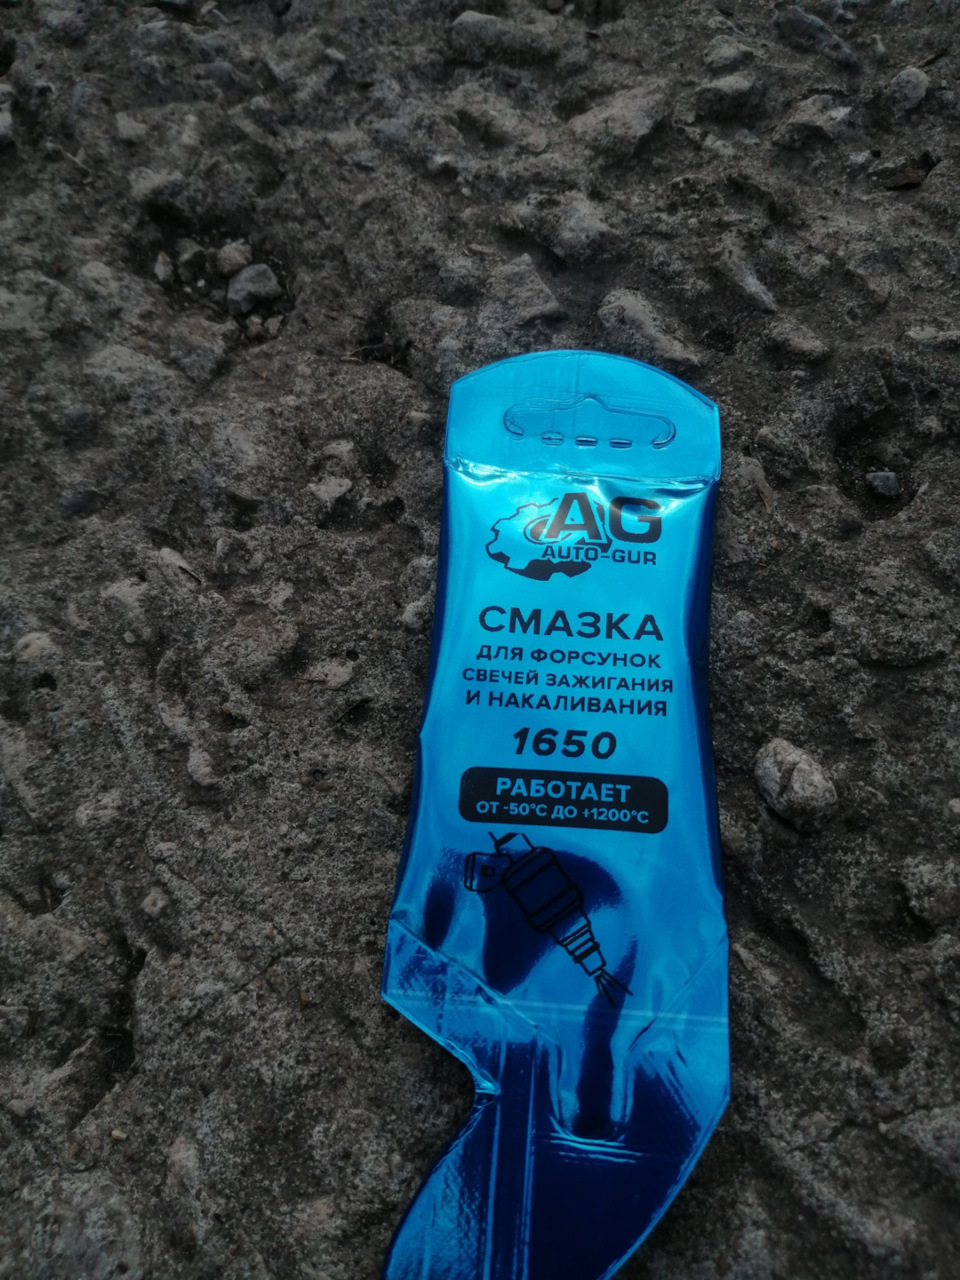 AG
AUTO-GUR
СМАЗКА
ДЛЯ ФОРСУНОК
СВЕЧЕЙ ЗАЖИГАНИЯ
И НАКАЛИВАНИЯ
1650
РАБОТАЕТ
ОТ -50°C ДО +1200°C